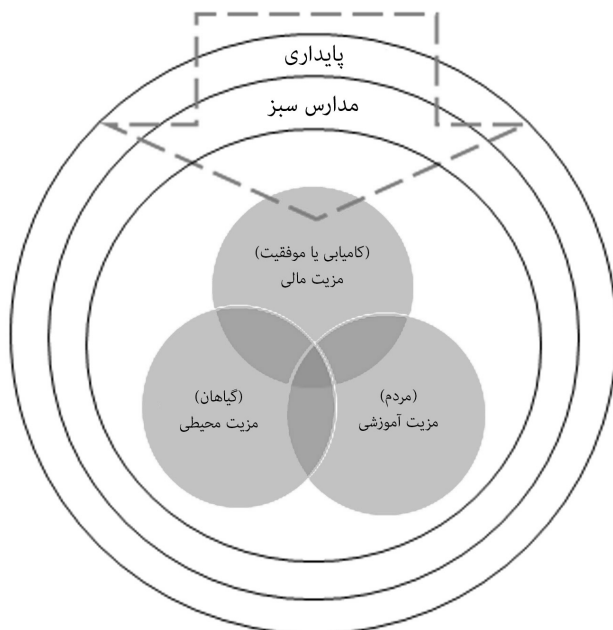 پایداری
مدارس سبز
(کامیابی یا موفقیت)
مزیت مالی
(مردم)
مزیت آموزشی
(گیاهان)
مزیت محیطی